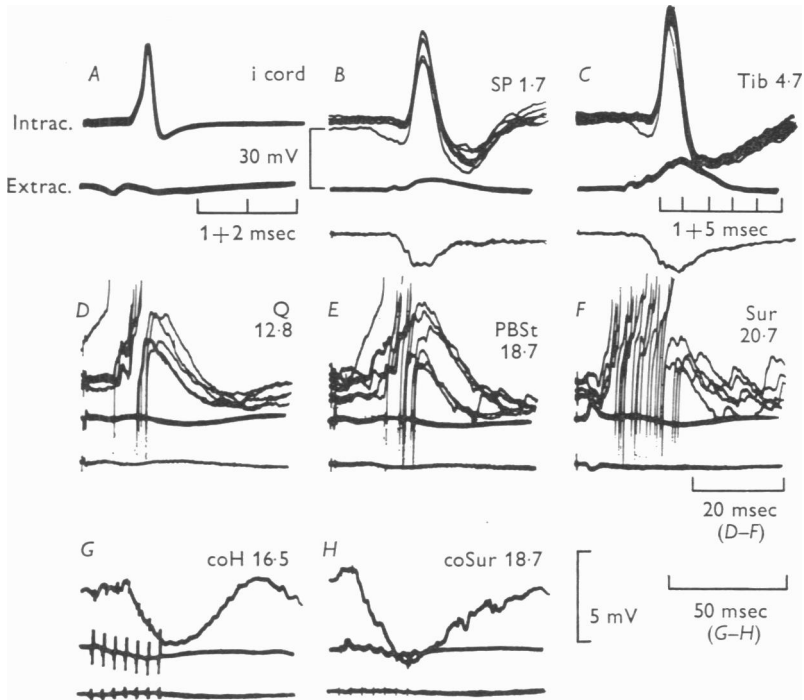 A i cord B SP 1·7 C Tib 4·7
Intrac.
30 mV
Extrac.
1+2 msec 1+5 msec
D Q 12·8 E PBSt 18·7 F Sur 20·7
20 msec
(D–F)
G coH 16·5 H coSur 18·7
5 mV 50 msec
(G–H)